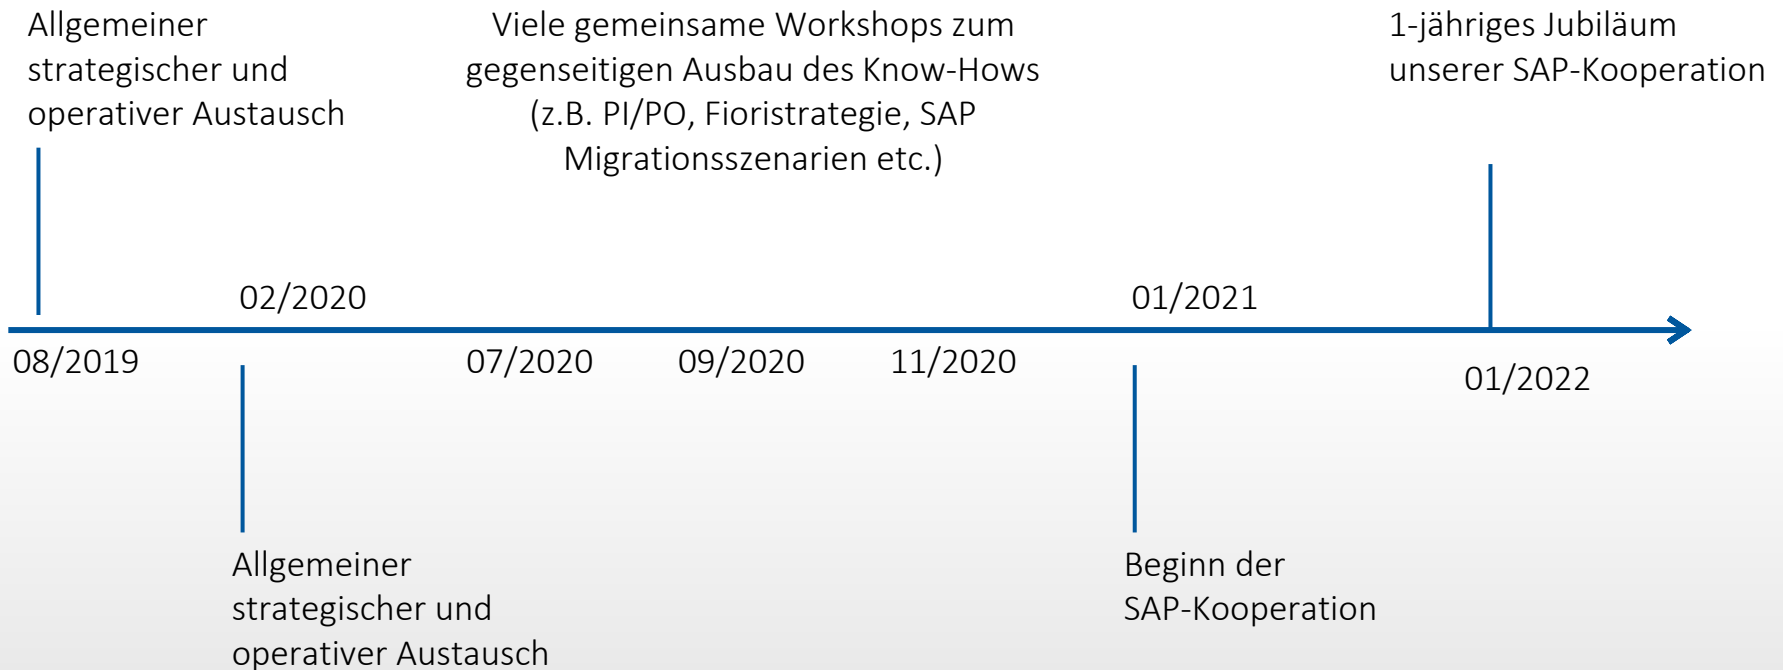 Allgemeiner
strategischer und
operativer Austausch
Viele gemeinsame Workshops zum
gegenseitigen Ausbau des Know-Hows
(z.B. PI/PO, Fioristrategie, SAP
Migrationsszenarien etc.)
1-jähriges Jubiläum
unserer SAP-Kooperation
02/2020
01/2021
08/2019
07/2020
09/2020
11/2020
01/2022
Allgemeiner
strategischer und
operativer Austausch
Beginn der
SAP-Kooperation